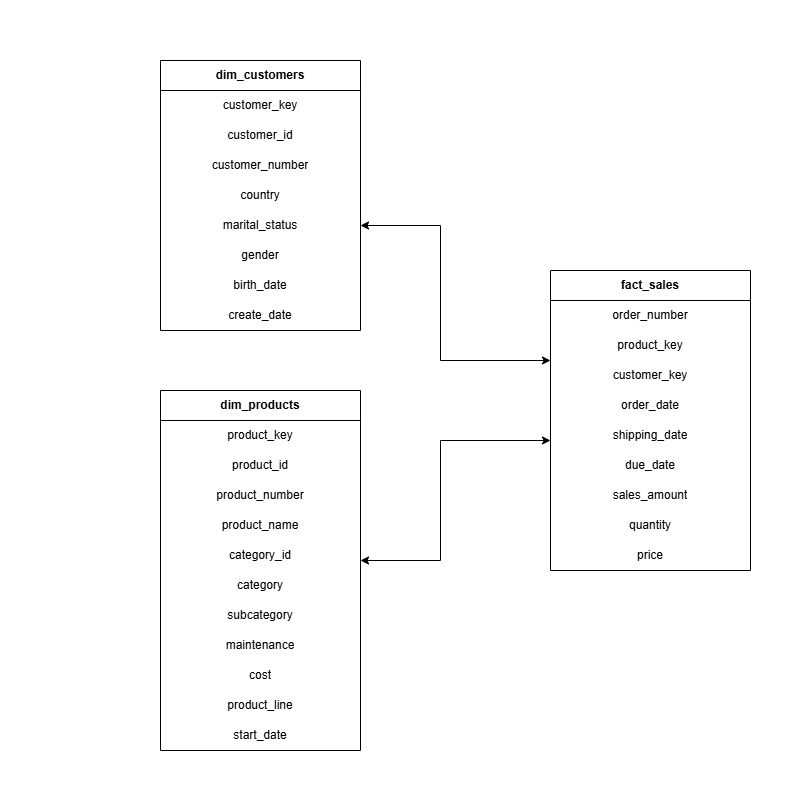 dim_customers
customer_key
customer_id
customer_number
country
marital_status
gender
birth_date
create_date
dim_products
product_key
product_id
product_number
product_name
category_id
category
subcategory
maintenance
cost
product_line
start_date
fact_sales
order_number
product_key
customer_key
order_date
shipping_date
due_date
sales_amount
quantity
price